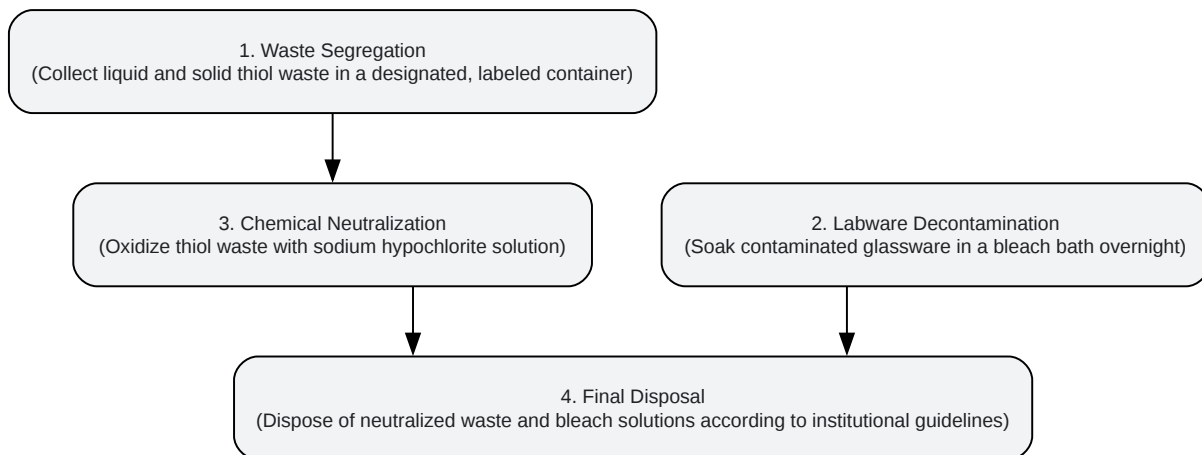 1. Waste Segregation
(Collect liquid and solid thiol waste in a designated, labeled container)
3. Chemical Neutralization
(Oxidize thiol waste with sodium hypochlorite solution)
2. Labware Decontamination
(Soak contaminated glassware in a bleach bath overnight)
4. Final Disposal
(Dispose of neutralized waste and bleach solutions according to institutional guidelines)